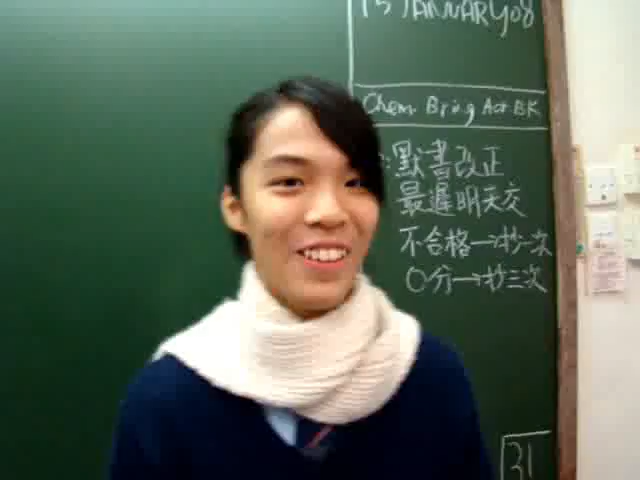 15 JANUARY 08
Chem. Bring Act BK
:默書改正
最遲明天交
不合格→抄一次
0分→抄三次
31